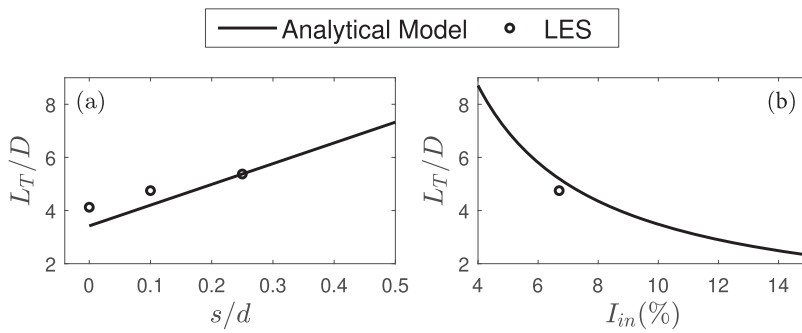 Analytical Model LES
(a)
8
6
4
2
L_T/D
0 0.1 0.2 0.3 0.4 0.5
s/d
(b)
8
6
4
2
L_T/D
4 6 8 10 12 14
I_in(%)